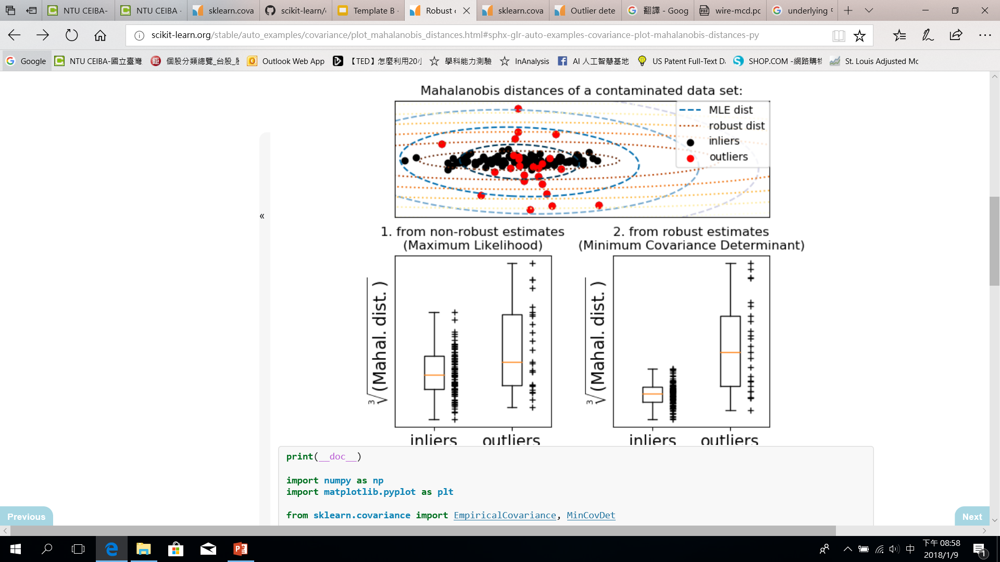 NTU CEIBA-
NTU CEIBA -
sklearn.cova
scikit-learn/
Template B -
Robust
sklearn.cova
Outlier dete
翻譯 - Goog
wire-mcd.pc
underlying
scikit-learn.org/stable/auto_examples/covariance/plot_mahalanobis_distances.html#sphx-glr-auto-examples-covariance-plot-mahalanobis-distances-py
Google
NTU CEIBA-國立臺灣
個股分類總覽_台股_
Outlook Web App
【TED】怎麼利用20
學科能力測驗
InAnalysis
AI 人工智慧基地
US Patent Full-Text D
SHOP.COM -網路購物
St. Louis Adjusted Mo
Mahalanobis distances of a contaminated data set:
MLE dist
robust dist
inliers
outliers
«
1. from non-robust estimates
(Maximum Likelihood)
2. from robust estimates
(Minimum Covariance Determinant)
∛(Mahal. dist.)
∛(Mahal. dist.)
inliers
outliers
inliers
outliers
print(__doc__)
import numpy as np
import matplotlib.pyplot as plt
from sklearn.covariance import EmpiricalCovariance, MinCovDet
Previous
Next
中
下午 08:58
2018/1/9
1